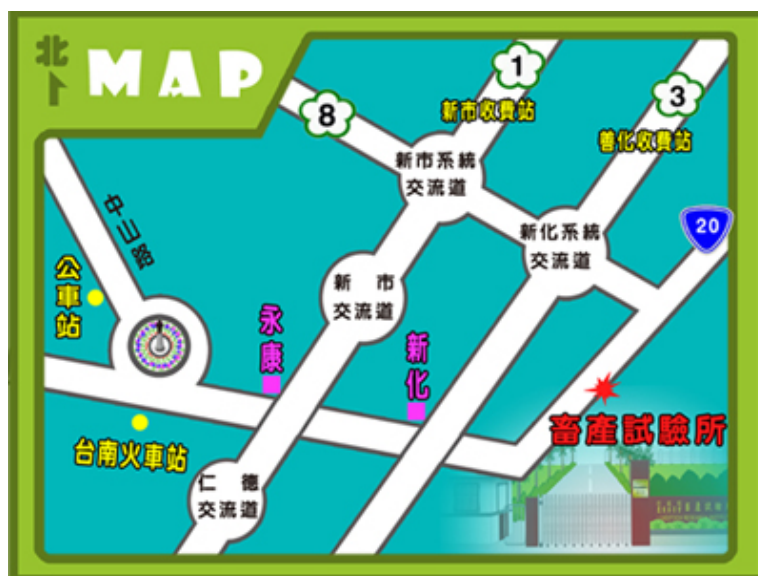 北
MAP
8
1
新市收費站
3
善化收費站
新市系統
交流道
20
新化系統
交流道
中山路
公車站
新市
交流道
永康
新化
畜產試驗所
台南火車站
仁德
交流道